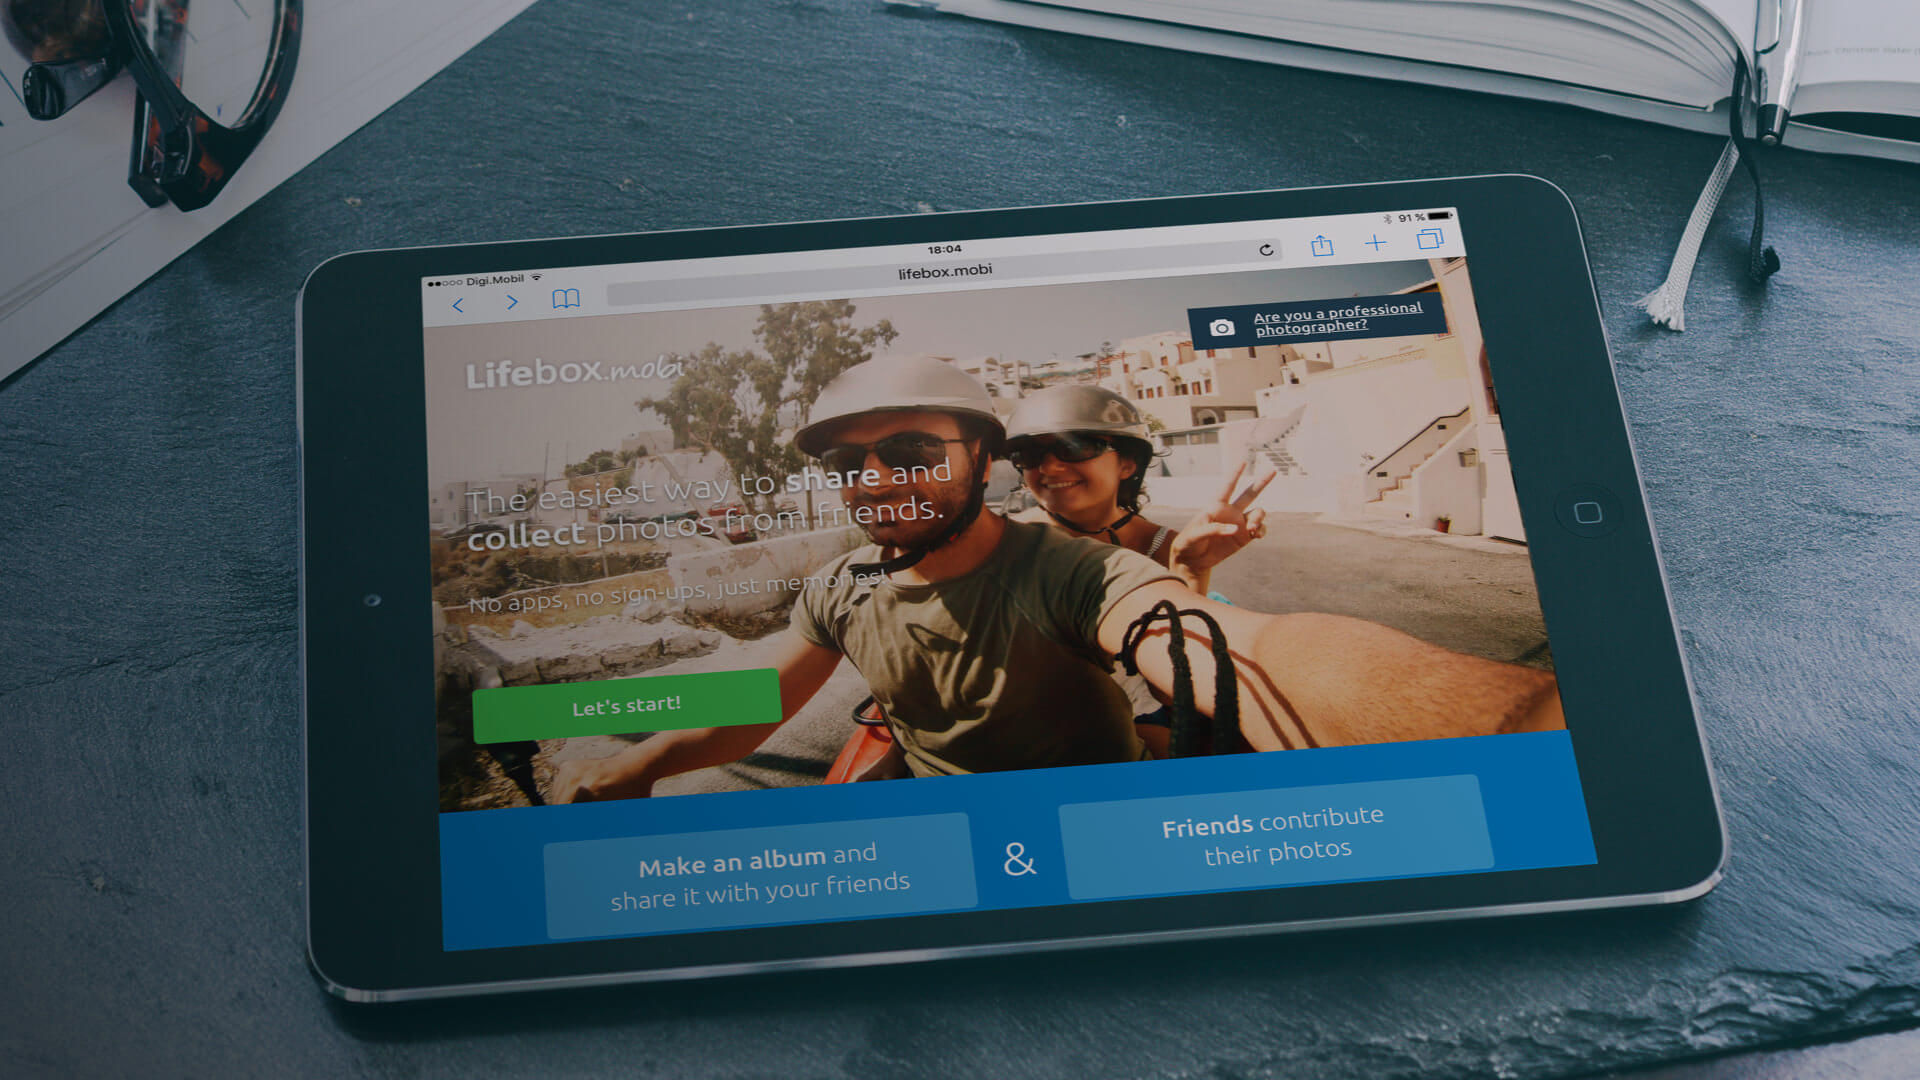 Digi.Mobil
18:04
91 %
lifebox.mobi
Are you a professional
photographer?
Lifebox.mobi
The easiest way to share and
collect photos from friends.
No apps, no sign-ups, just memories!
Let's start!
Make an album and
share it with your friends
&
Friends contribute
their photos